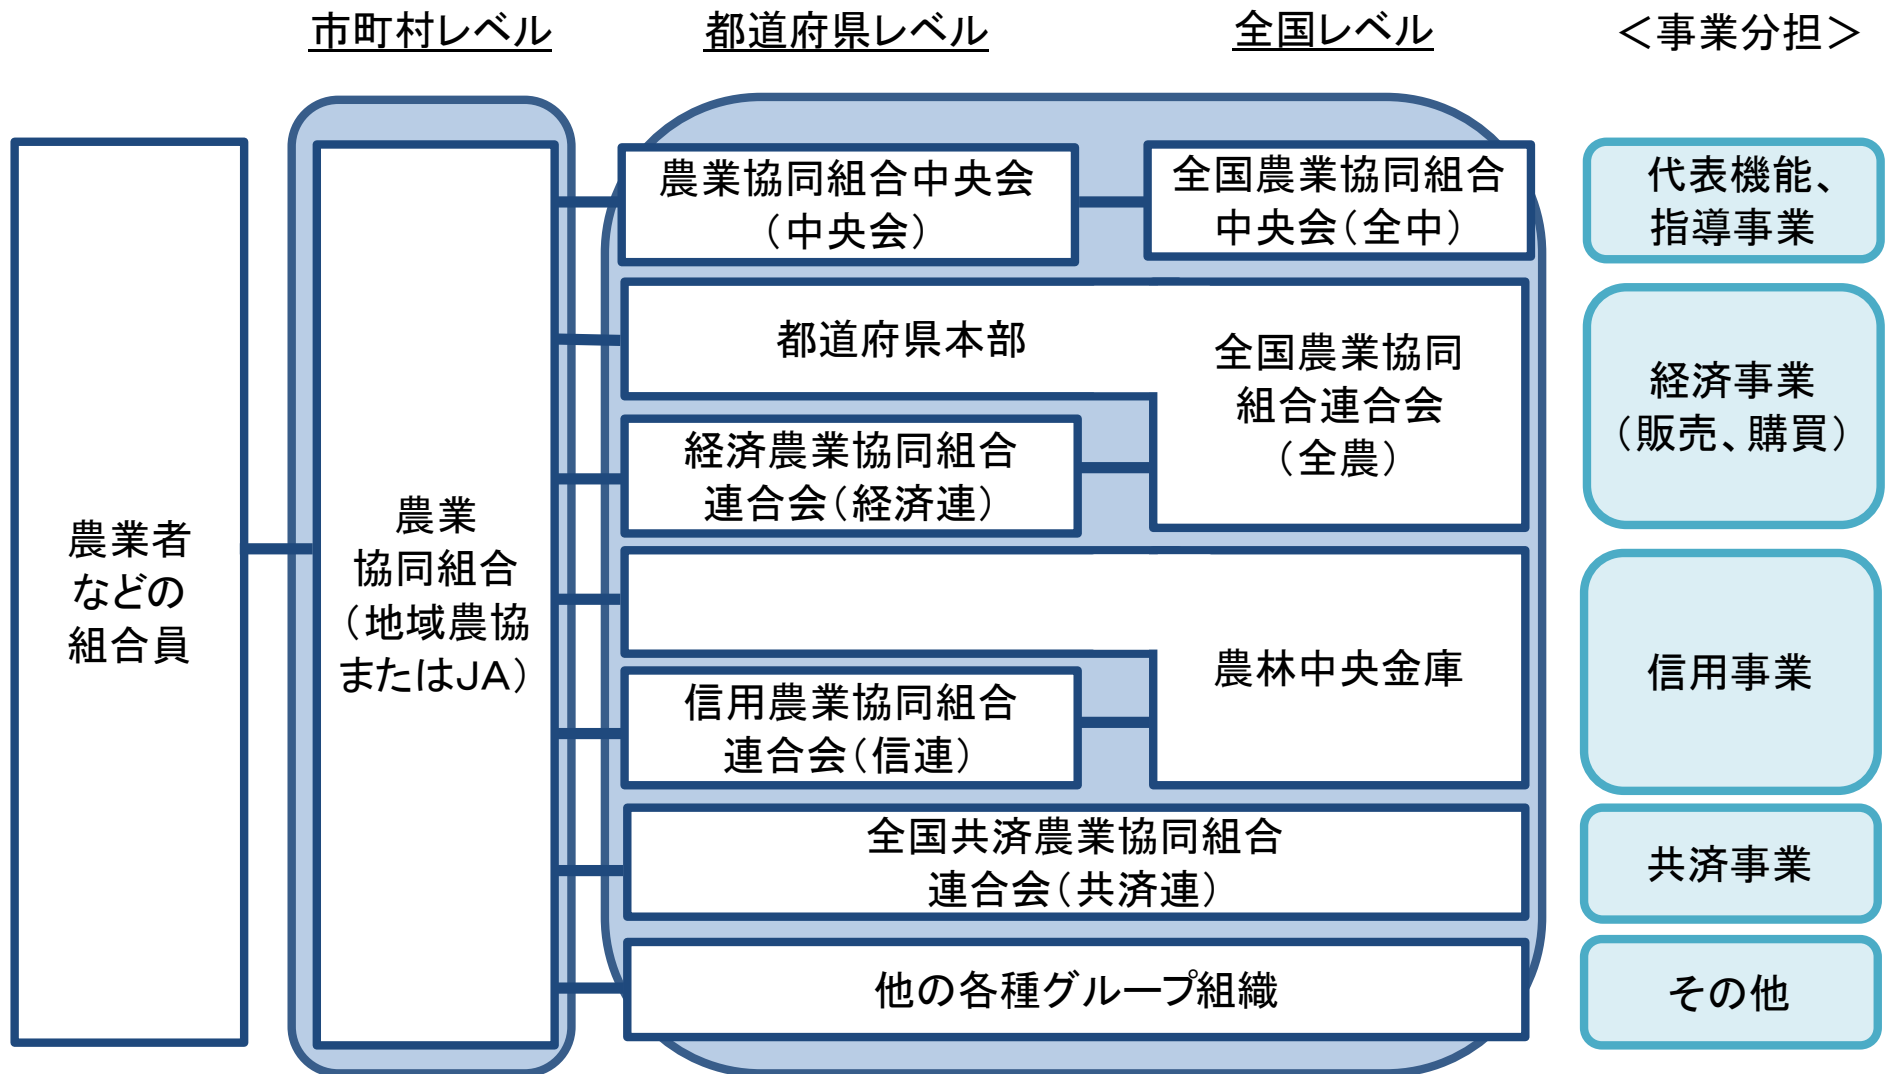 市町村レベル
都道府県レベル
全国レベル
＜事業分担＞
農業者
などの
組合員
農業
協同組合
（地域農協
またはJA）
農業協同組合中央会
（中央会）
全国農業協同組合
中央会（全中）
代表機能、
指導事業
都道府県本部
全国農業協同
組合連合会
（全農）
経済農業協同組合
連合会（経済連）
経済事業
（販売、購買）
農林中央金庫
信用農業協同組合
連合会（信連）
信用事業
全国共済農業協同組合
連合会（共済連）
共済事業
他の各種グループ組織
その他